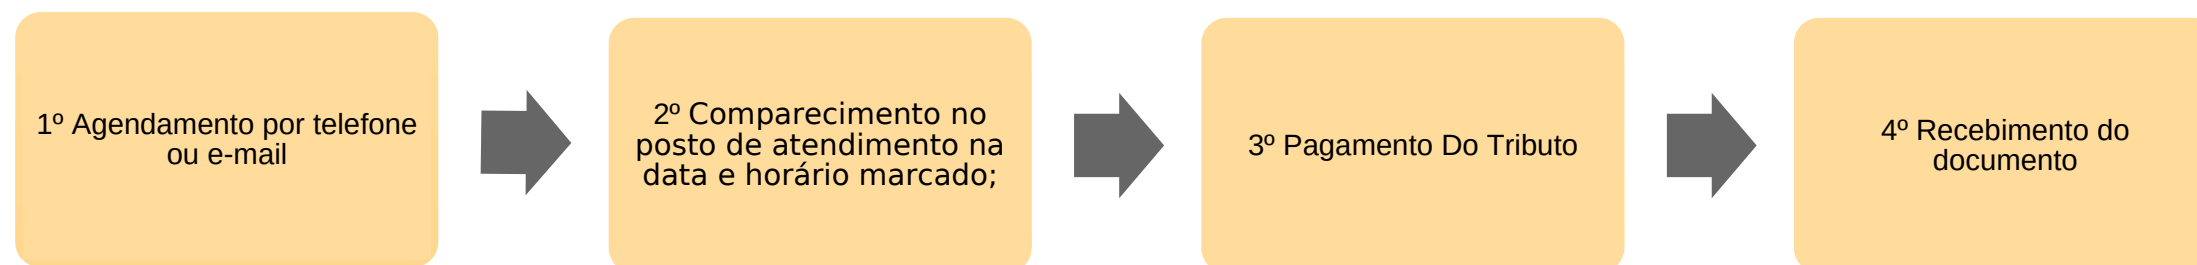 1º Agendamento por telefone
ou e-mail
2º Comparecimento no
posto de atendimento na
data e horário marcado;
3º Pagamento Do Tributo
4º Recebimento do
documento